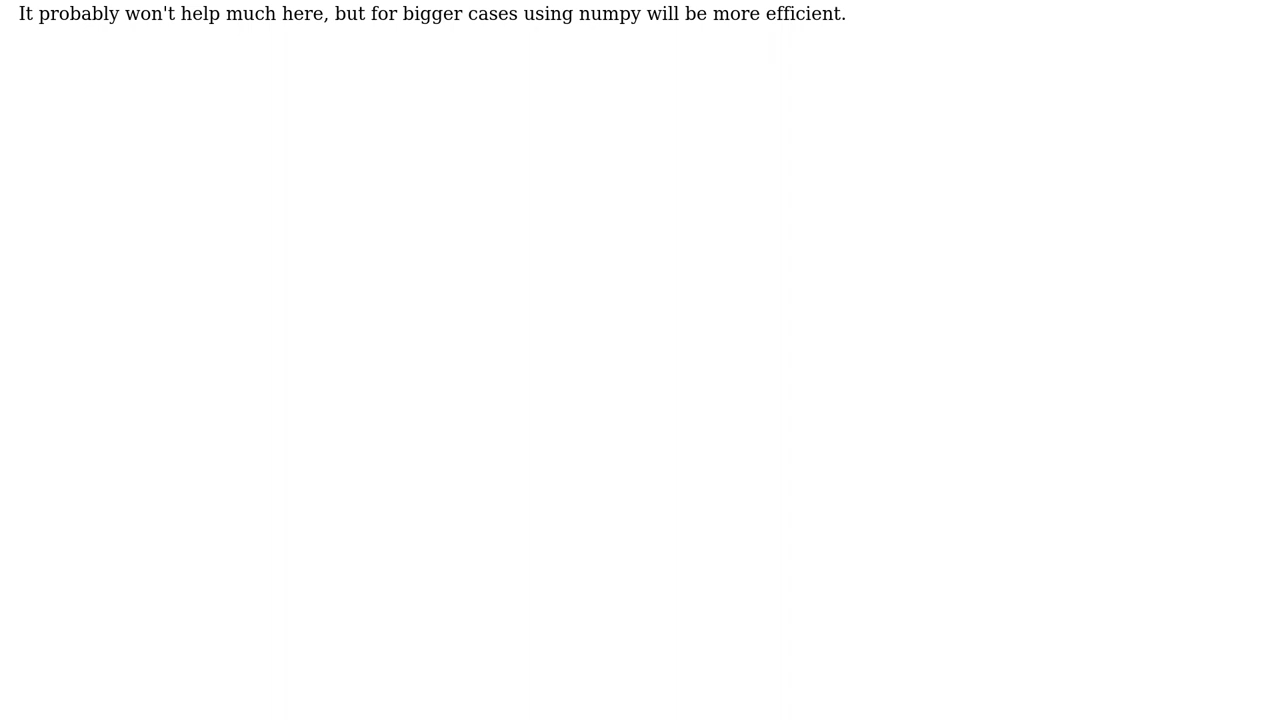 It probably won't help much here, but for bigger cases using numpy will be more efficient.